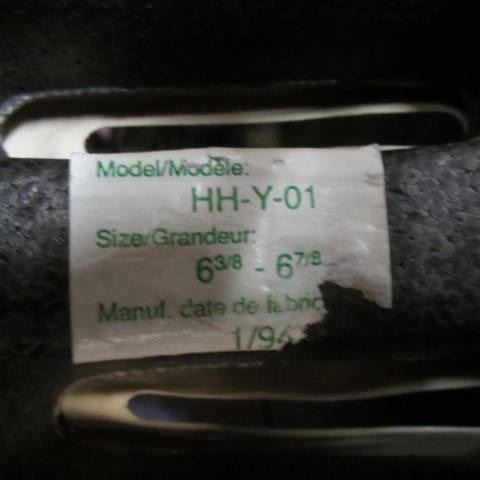 Model/Modèle:
HH-Y-01
Size/Grandeur:
6 3/8 - 6 7/8
Manuf. date de fabric
1/94